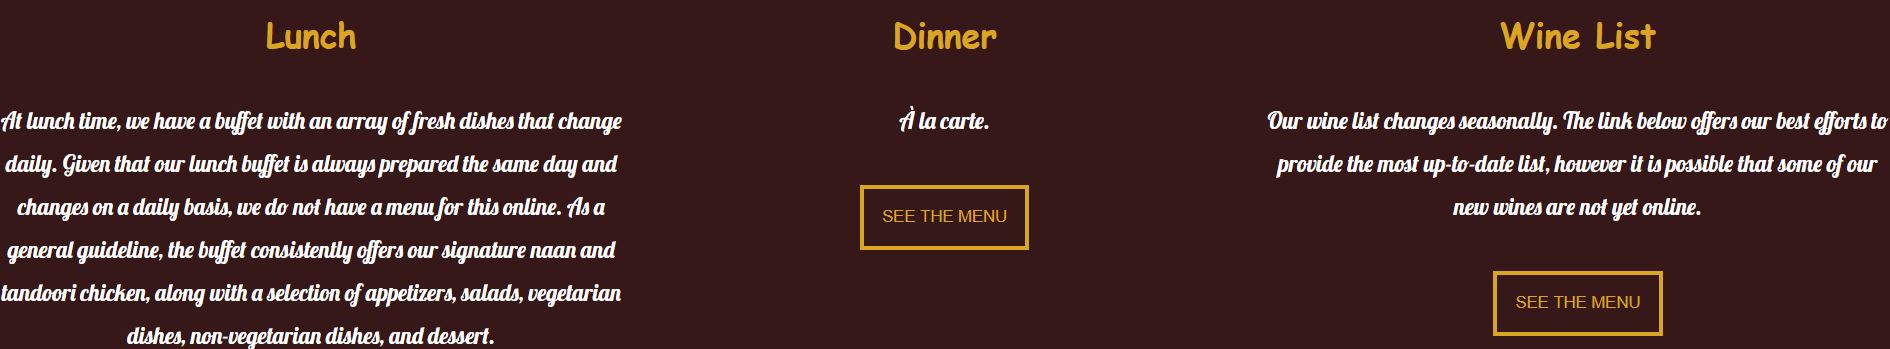 Lunch
At lunch time, we have a buffet with an array of fresh dishes that change
daily. Given that our lunch buffet is always prepared the same day and
changes on a daily basis, we do not have a menu for this online. As a
general guideline, the buffet consistently offers our signature naan and
tandoori chicken, along with a selection of appetizers, salads, vegetarian
dishes, non-vegetarian dishes, and dessert.
Dinner
À la carte.
SEE THE MENU
Wine List
Our wine list changes seasonally. The link below offers our best efforts to
provide the most up-to-date list, however it is possible that some of our
new wines are not yet online.
SEE THE MENU